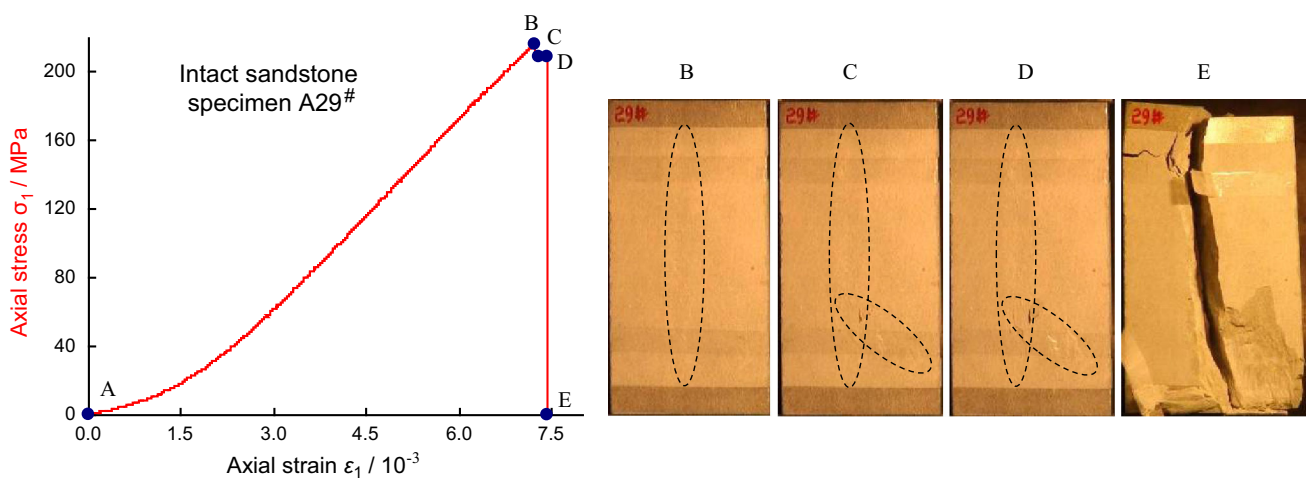 B
C
D
Intact sandstone
specimen A29#
200
160
120
80
40
0
A
E
0.0
1.5
3.0
4.5
6.0
7.5
Axial strain ε1 / 10-3
Axial stress σ1 / MPa
B
C
D
E
29#
29#
29#
29#